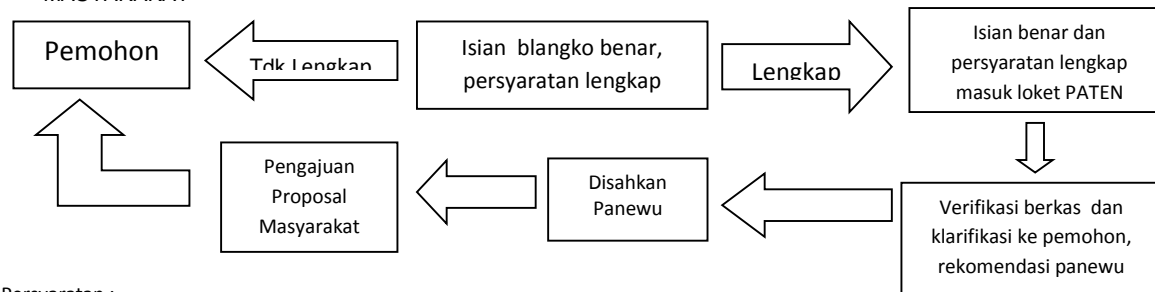 Pemohon
Tdk Lengkap
Isian blangko benar,
persyaratan lengkap
Lengkap
Isian benar dan
persyaratan lengkap
masuk loket PATEN
Pengajuan
Proposal
Masyarakat
Disahkan
Panewu
Verifikasi berkas dan
klarifikasi ke pemohon,
rekomendasi panewu